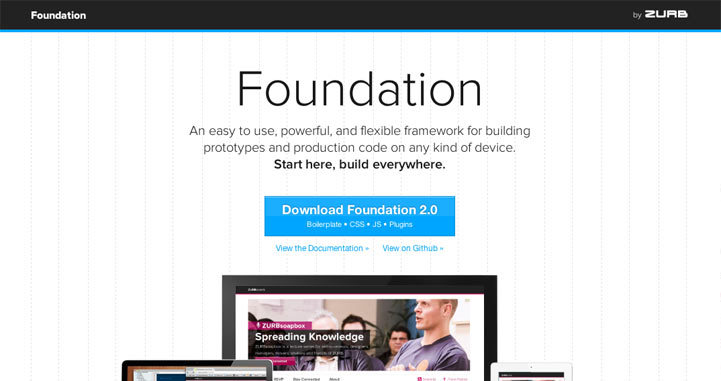 Foundation
by ZURB
Foundation
An easy to use, powerful, and flexible framework for building
prototypes and production code on any kind of device.
Start here, build everywhere.
Download Foundation 2.0
Boilerplate • CSS • JS • Plugins
View the Documentation »
View on Github »
ZURBsoapbox
Spreading Knowledge
Stay Connected
About